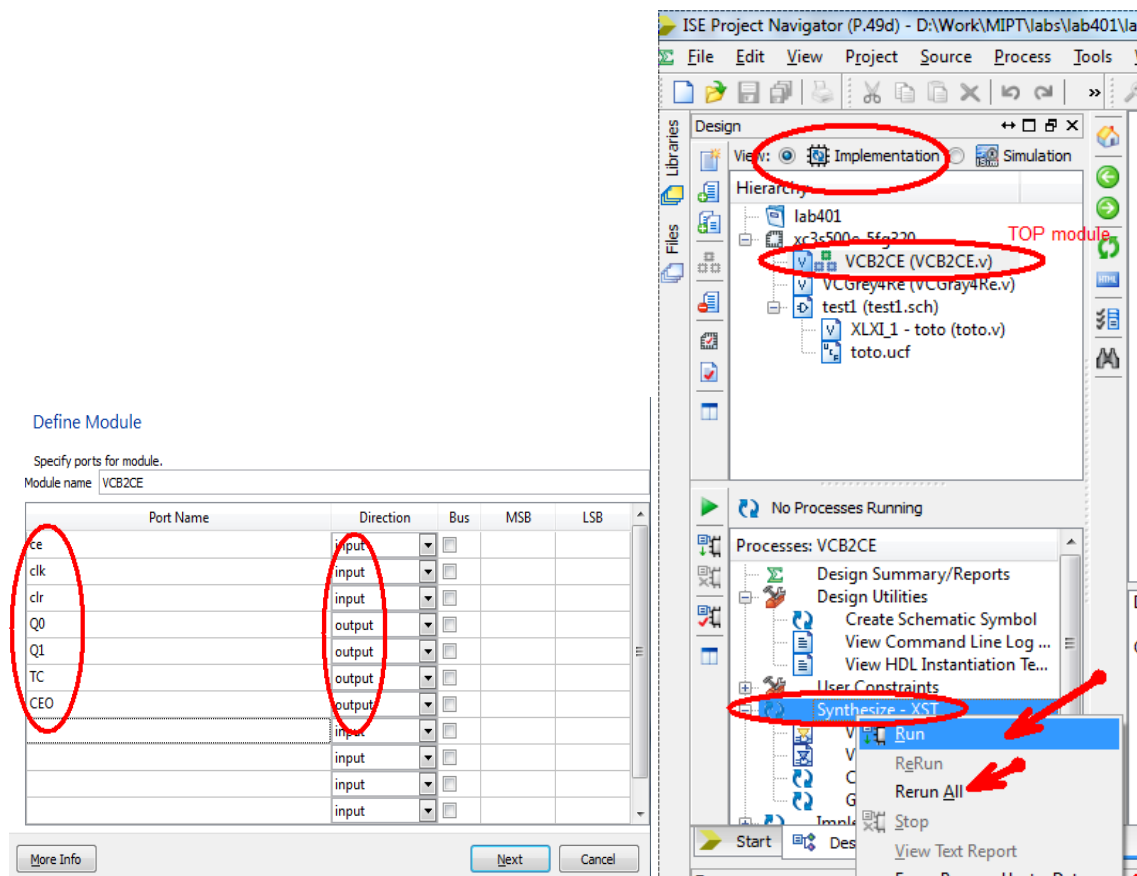 Define Module
Specify ports for module.
Module name VCB2CE
Port Name Direction Bus MSB LSB
ce input
clk input
clr input
Q0 output
Q1 output
TC output
CEO output
input
input
input
input
More Info Next Cancel
ISE Project Navigator (P.49d) - D:\Work\MIPT\labs\lab401\la
File Edit View Project Source Process Tools
»
Libraries
Files
Design
View: Implementation Simulation
Hierarchy
lab401
xc3s500e-5fg320
TOP module
VCB2CE (VCB2CE.v)
VCGrey4Re (VCGray4Re.v)
test1 (test1.sch)
XLXI_1 - toto (toto.v)
toto.ucf
No Processes Running
Processes: VCB2CE
Design Summary/Reports
Design Utilities
Create Schematic Symbol
View Command Line Log ...
View HDL Instantiation Te...
User Constraints
Synthesize - XST
Run
ReRun
Rerun All
Stop
View Text Report
Start Des